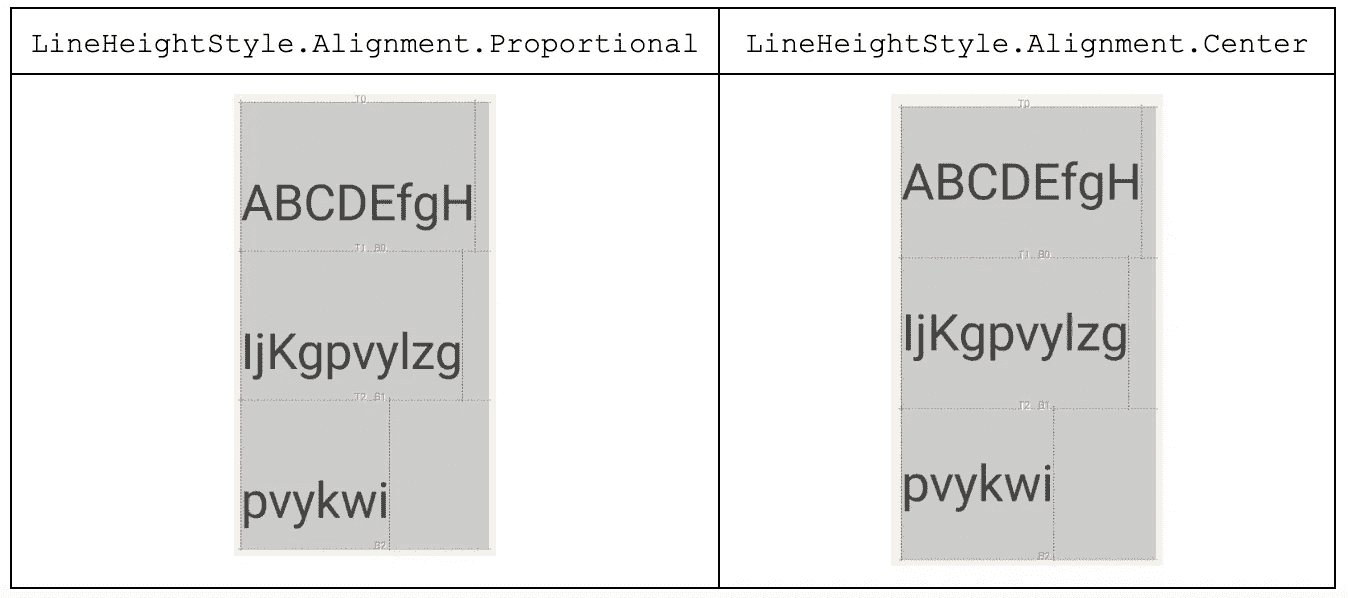 LineHeightStyle.Alignment.Proportional
LineHeightStyle.Alignment.Center
T0
ABCDEfgH
T1 B0
IjKgpvylzg
T2 B1
pvykwi
B2
T0
ABCDEfgH
T1 B0
IjKgpvylzg
T2 B1
pvykwi
B2